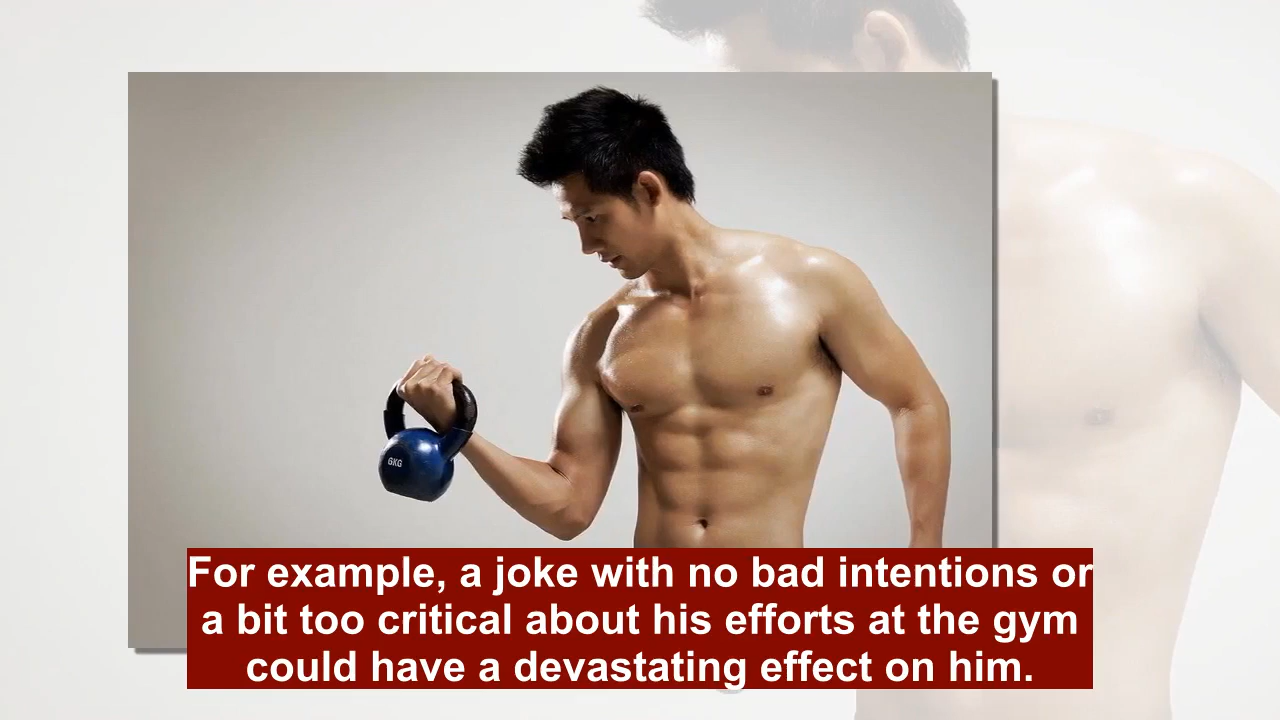 6KG
For example, a joke with no bad intentions or
a bit too critical about his efforts at the gym
could have a devastating effect on him.